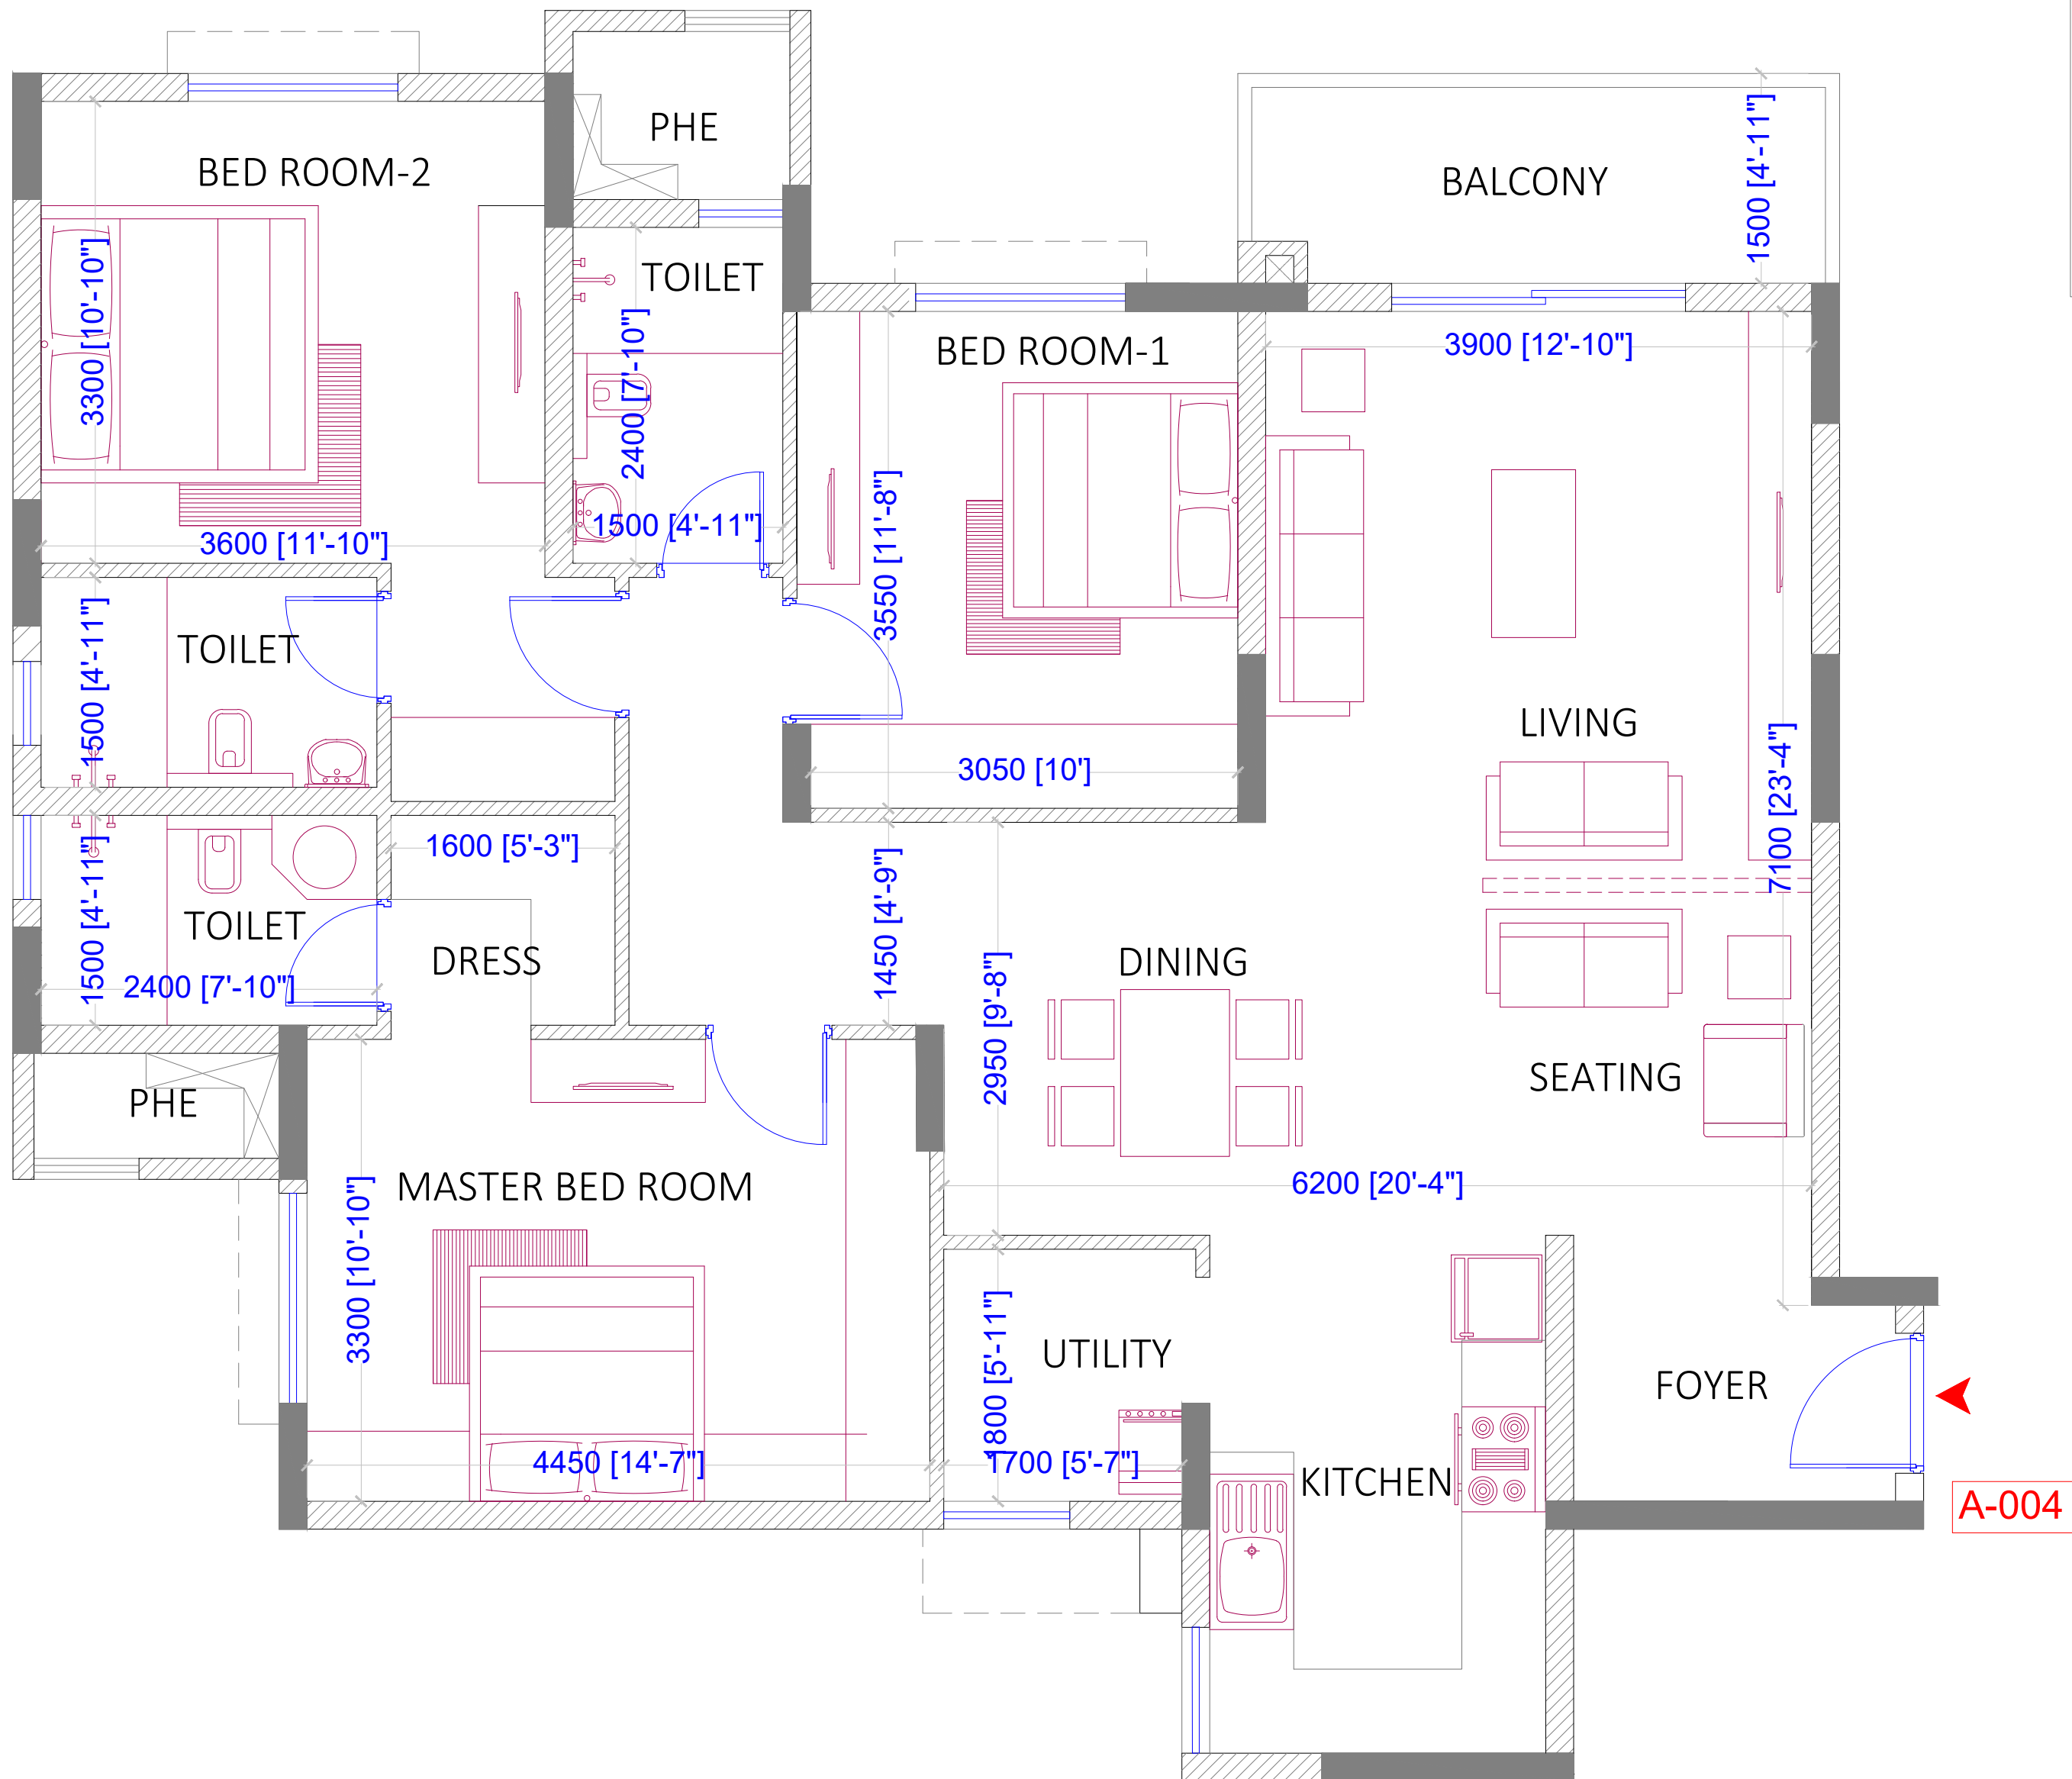 PHE
BED ROOM-2
BALCONY
1500 [4'-11"]
TOILET
3300 [10'-10"]
2400 [7'-10"]
BED ROOM-1
3900 [12'-10"]
3600 [11'-10"]
1500 [4'-11"]
3550 [11'-8"]
TOILET
1500 [4'-11"]
LIVING
3050 [10']
7100 [23'-4"]
1600 [5'-3"]
1450 [4'-9"]
TOILET
1500 [4'-11"]
2400 [7'-10"]
DRESS
DINING
2950 [9'-8"]
SEATING
PHE
MASTER BED ROOM
6200 [20'-4"]
3300 [10'-10"]
UTILITY
1800 [5'-11"]
FOYER
4450 [14'-7"]
1700 [5'-7"]
KITCHEN
A-004